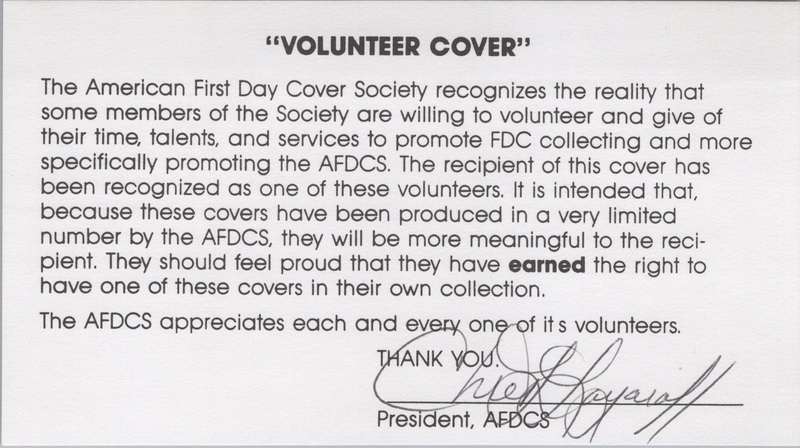 “VOLUNTEER COVER”
The American First Day Cover Society recognizes the reality that
some members of the Society are willing to volunteer and give of
their time, talents, and services to promote FDC collecting and more
specifically promoting the AFDCS. The recipient of this cover has
been recognized as one of these volunteers. It is intended that,
because these covers have been produced in a very limited
number by the AFDCS, they will be more meaningful to the reci-
pient. They should feel proud that they have earned the right to
have one of these covers in their own collection.
The AFDCS appreciates each and every one of its volunteers.
THANK YOU.
President, AFDCS